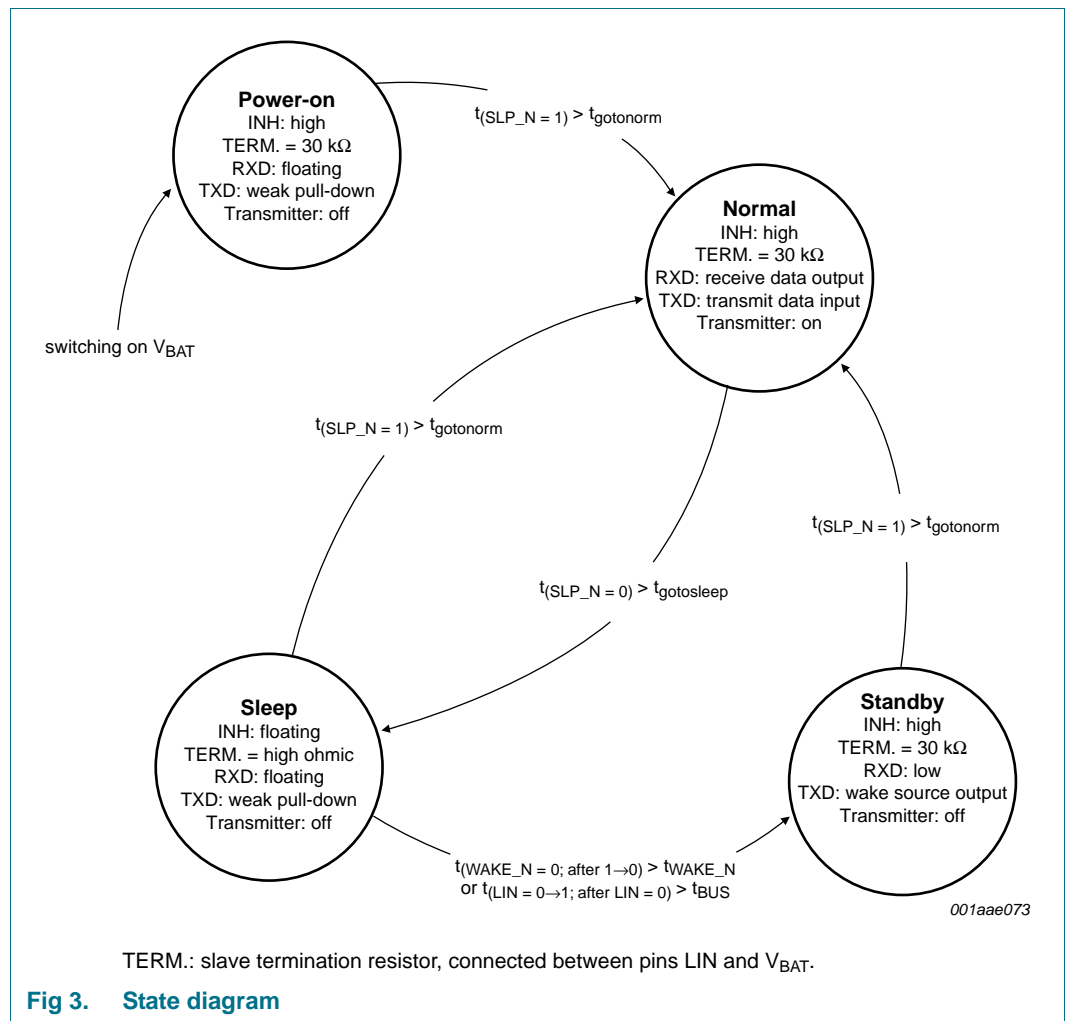 Power-on
INH: high
TERM. = 30 kΩ
RXD: floating
TXD: weak pull-down
Transmitter: off
t(SLP_N = 1) > tgotonorm
Normal
INH: high
TERM. = 30 kΩ
RXD: receive data output
TXD: transmit data input
Transmitter: on
switching on VBAT
t(SLP_N = 1) > tgotonorm
t(SLP_N = 1) > tgotonorm
t(SLP_N = 0) > tgotosleep
Sleep
INH: floating
TERM. = high ohmic
RXD: floating
TXD: weak pull-down
Transmitter: off
Standby
INH: high
TERM. = 30 kΩ
RXD: low
TXD: wake source output
Transmitter: off
t(WAKE_N = 0; after 1→0) > tWAKE_N
or t(LIN = 0→1; after LIN = 0) > tBUS
001aae073
TERM.: slave termination resistor, connected between pins LIN and VBAT.
Fig 3. State diagram